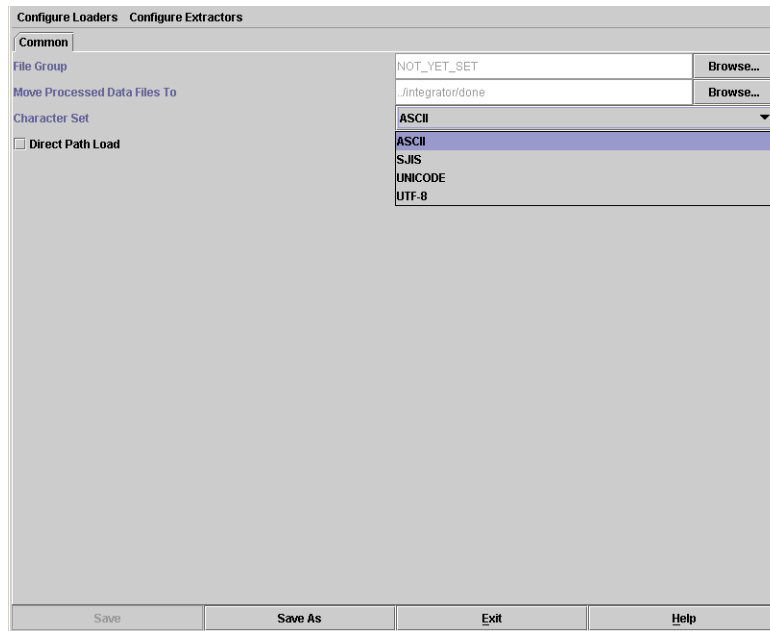 Configure Loaders Configure Extractors
Common
File Group NOT_YET_SET Browse...
Move Processed Data Files To ../integrator/done Browse...
Character Set ASCII
Direct Path Load ASCII
SJIS
UNICODE
UTF-8
Save Save As Exit Help